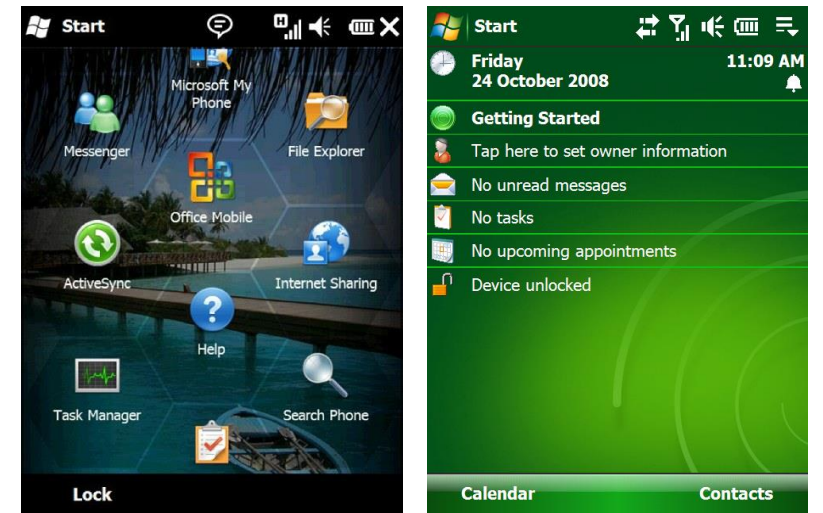 Start
H
Microsoft My
Phone
Messenger
File Explorer
Office Mobile
ActiveSync
Internet Sharing
?
Help
Task Manager
Search Phone
Lock
Start
Friday
11:09 AM
24 October 2008
Getting Started
Tap here to set owner information
No unread messages
No tasks
No upcoming appointments
Device unlocked
Calendar
Contacts